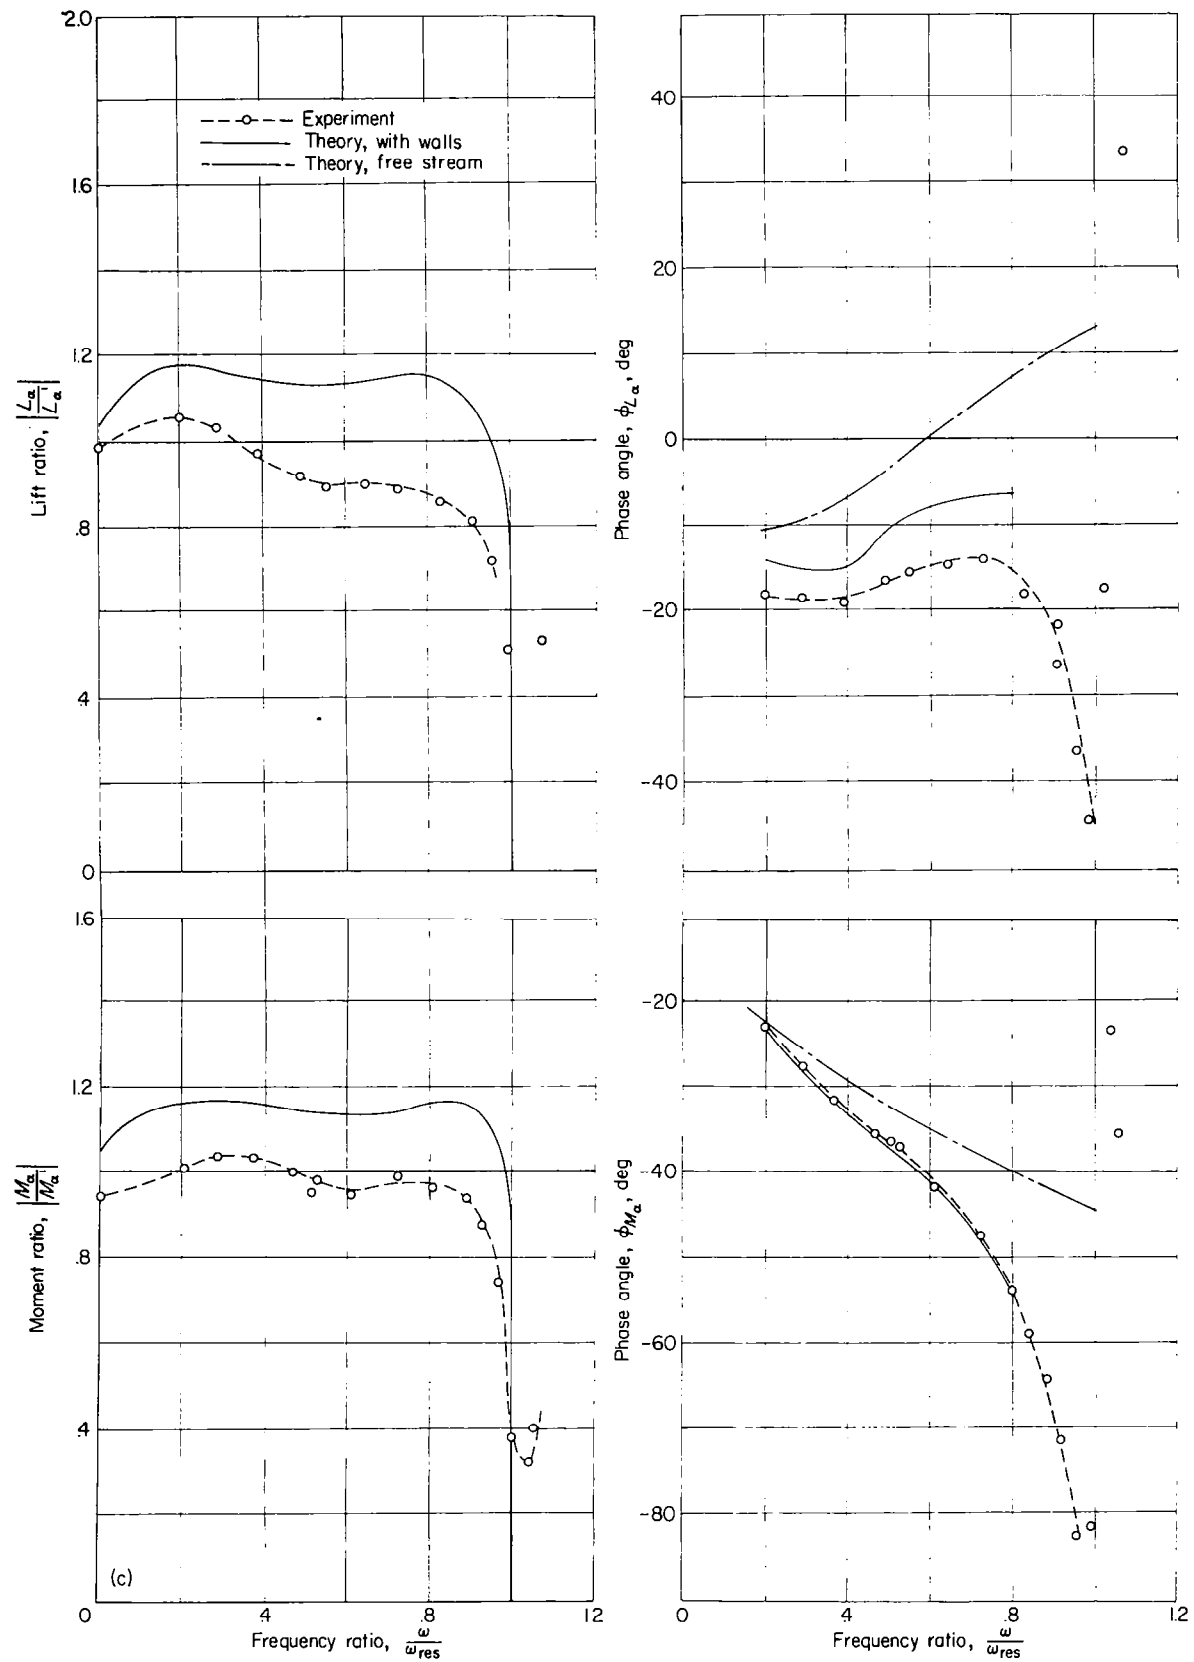 2.0
1.6
1.2
.8
.4
0
Lift ratio, |Lα/Lα'|
Experiment
Theory, with walls
Theory, free stream
40
20
0
-20
-40
Phase angle, ϕLα, deg
1.6
1.2
.8
.4
Moment ratio, |Mα/Mα'|
(c)
0 .4 .8 1.2
Frequency ratio, ω/ωres
-20
-40
-60
-80
Phase angle, ϕMα, deg
0 .4 .8 1.2
Frequency ratio, ω/ωres